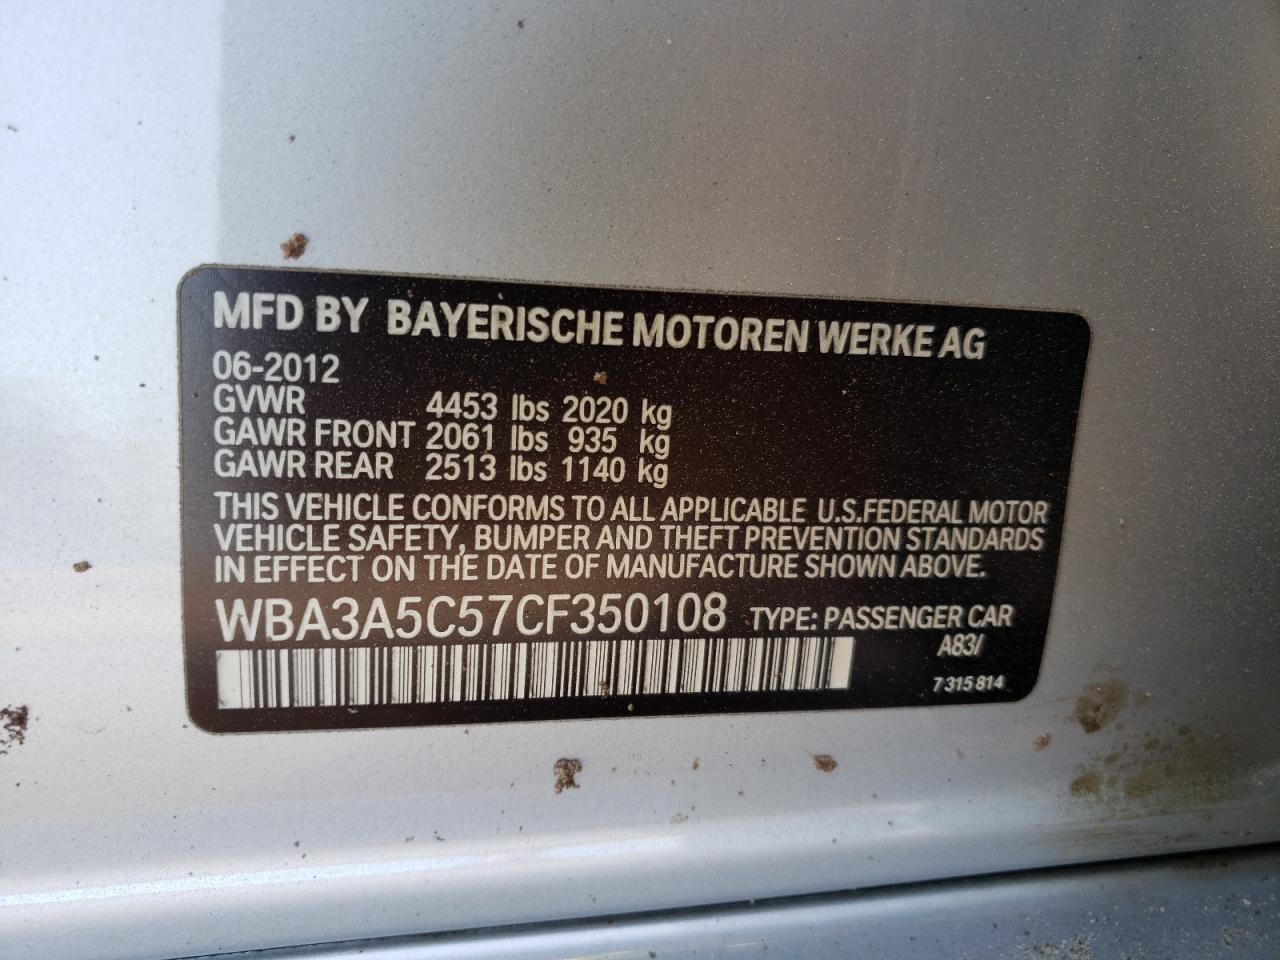 MFD BY BAYERISCHE MOTOREN WERKE AG
06-2012
GVWR 4453 lbs 2020 kg
GAWR FRONT 2061 lbs 935 kg
GAWR REAR 2513 lbs 1140 kg
THIS VEHICLE CONFORMS TO ALL APPLICABLE U.S.FEDERAL MOTOR
VEHICLE SAFETY, BUMPER AND THEFT PREVENTION STANDARDS
IN EFFECT ON THE DATE OF MANUFACTURE SHOWN ABOVE.
WBA3A5C57CF350108 TYPE: PASSENGER CAR
A83/
7 315 814